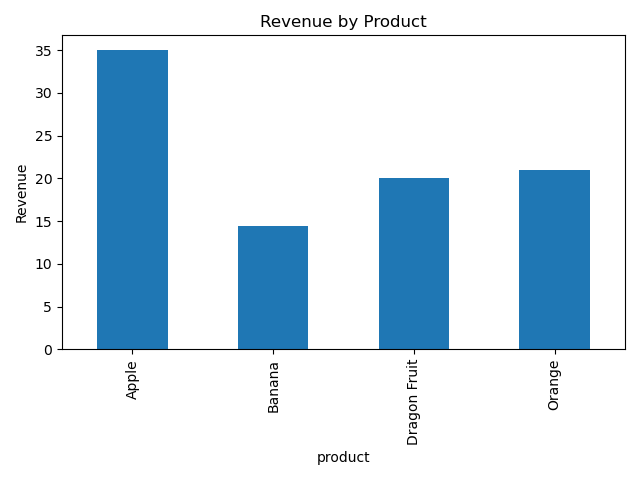 Revenue by Product
Revenue
35
30
25
20
15
10
5
0
Apple
Banana
Dragon Fruit
Orange
product